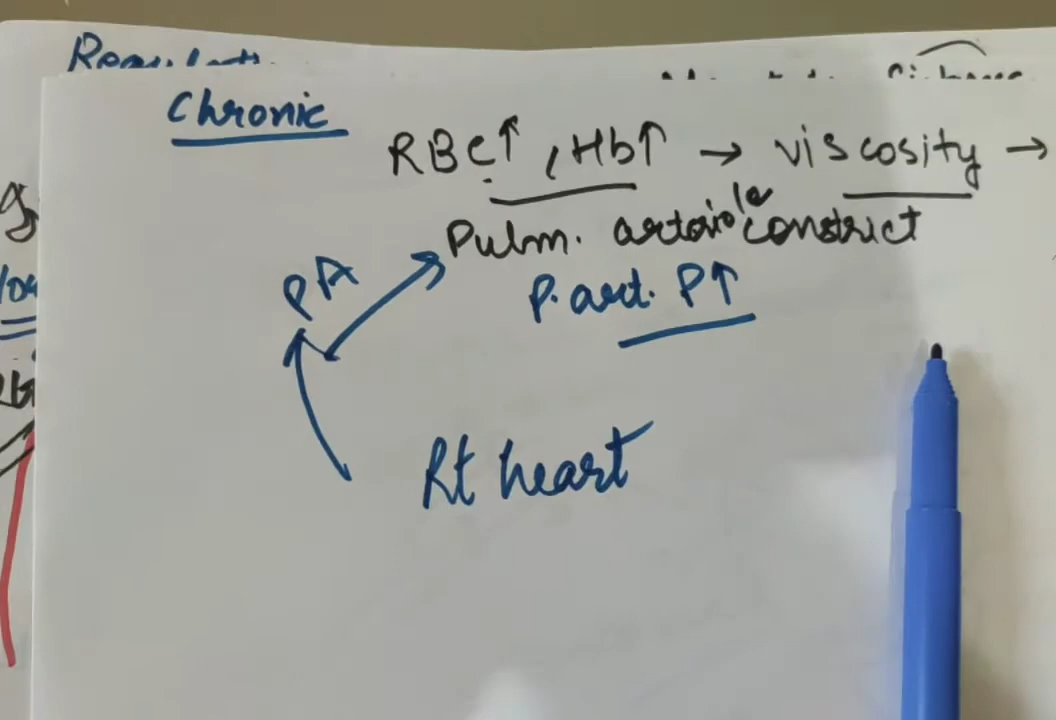 Chronic
RBC↑, Hb↑ → viscosity →
Pulm. arteriole constrict
PA
P. art. P↑
Rt heart